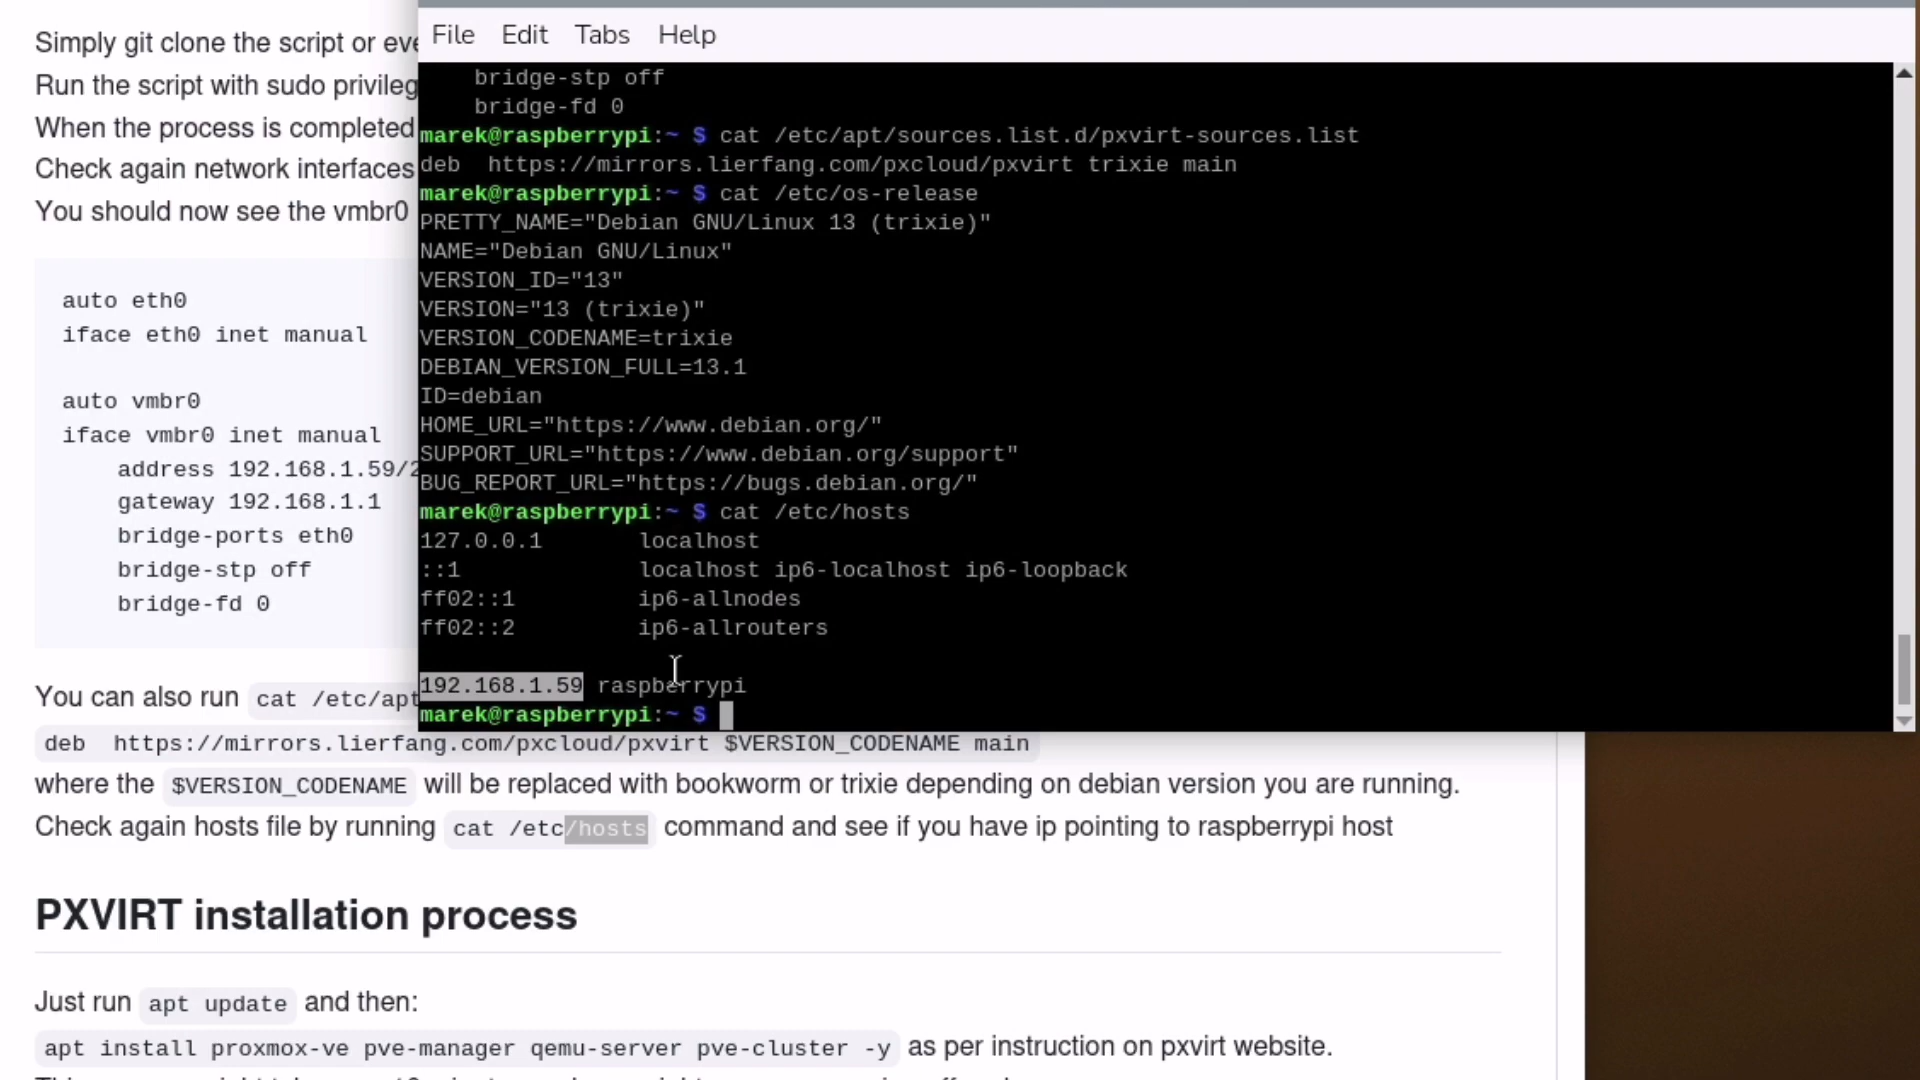 Simply git clone the script or eve
Run the script with sudo privileg
When the process is completed
Check again network interfaces
You should now see the vmbr0
auto eth0
iface eth0 inet manual
auto vmbr0
iface vmbr0 inet manual
address 192.168.1.59/2
gateway 192.168.1.1
bridge-ports eth0
bridge-stp off
bridge-fd 0
File Edit Tabs Help
bridge-stp off
bridge-fd 0
marek@raspberrypi:~ $ cat /etc/apt/sources.list.d/pxvirt-sources.list
deb  https://mirrors.lierfang.com/pxcloud/pxvirt trixie main
marek@raspberrypi:~ $ cat /etc/os-release
PRETTY_NAME="Debian GNU/Linux 13 (trixie)"
NAME="Debian GNU/Linux"
VERSION_ID="13"
VERSION="13 (trixie)"
VERSION_CODENAME=trixie
DEBIAN_VERSION_FULL=13.1
ID=debian
HOME_URL="https://www.debian.org/"
SUPPORT_URL="https://www.debian.org/support"
BUG_REPORT_URL="https://bugs.debian.org/"
marek@raspberrypi:~ $ cat /etc/hosts
127.0.0.1       localhost
::1             localhost ip6-localhost ip6-loopback
ff02::1         ip6-allnodes
ff02::2         ip6-allrouters
192.168.1.59 raspberrypi
marek@raspberrypi:~ $
You can also run cat /etc/apt
deb  https://mirrors.lierfang.com/pxcloud/pxvirt $VERSION_CODENAME main
where the $VERSION_CODENAME will be replaced with bookworm or trixie depending on debian version you are running.
Check again hosts file by running cat /etc/hosts command and see if you have ip pointing to raspberrypi host
PXVIRT installation process
Just run apt update and then:
apt install proxmox-ve pve-manager qemu-server pve-cluster -y as per instruction on pxvirt website.